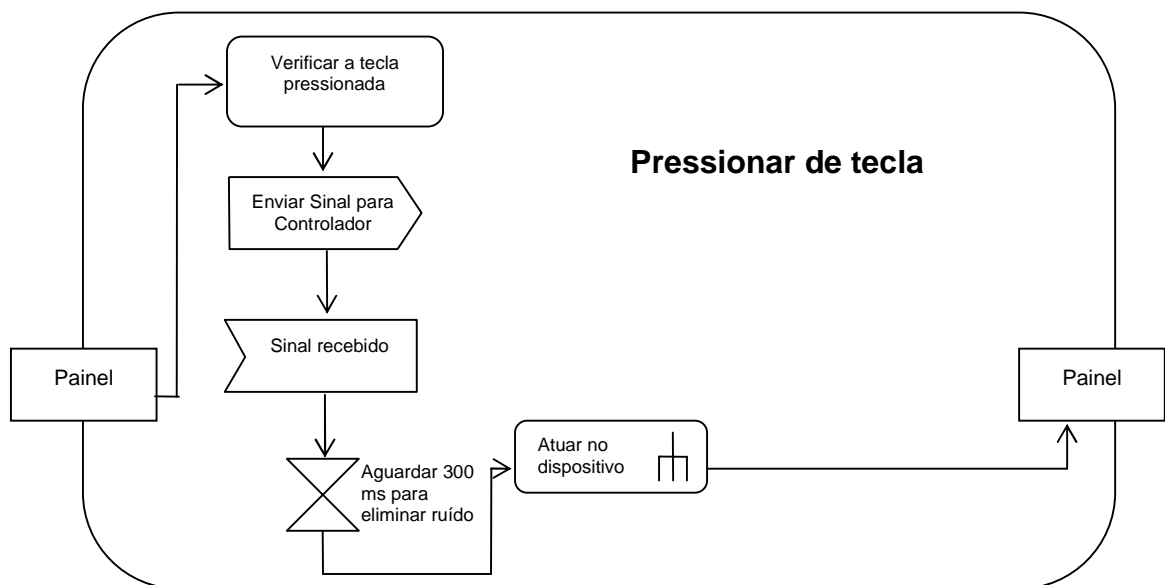 Verificar a tecla
pressionada
Pressionar de tecla
Enviar Sinal para
Controlador
Sinal recebido
Painel
Painel
Atuar no
dispositivo
Aguardar 300
ms para
eliminar ruído